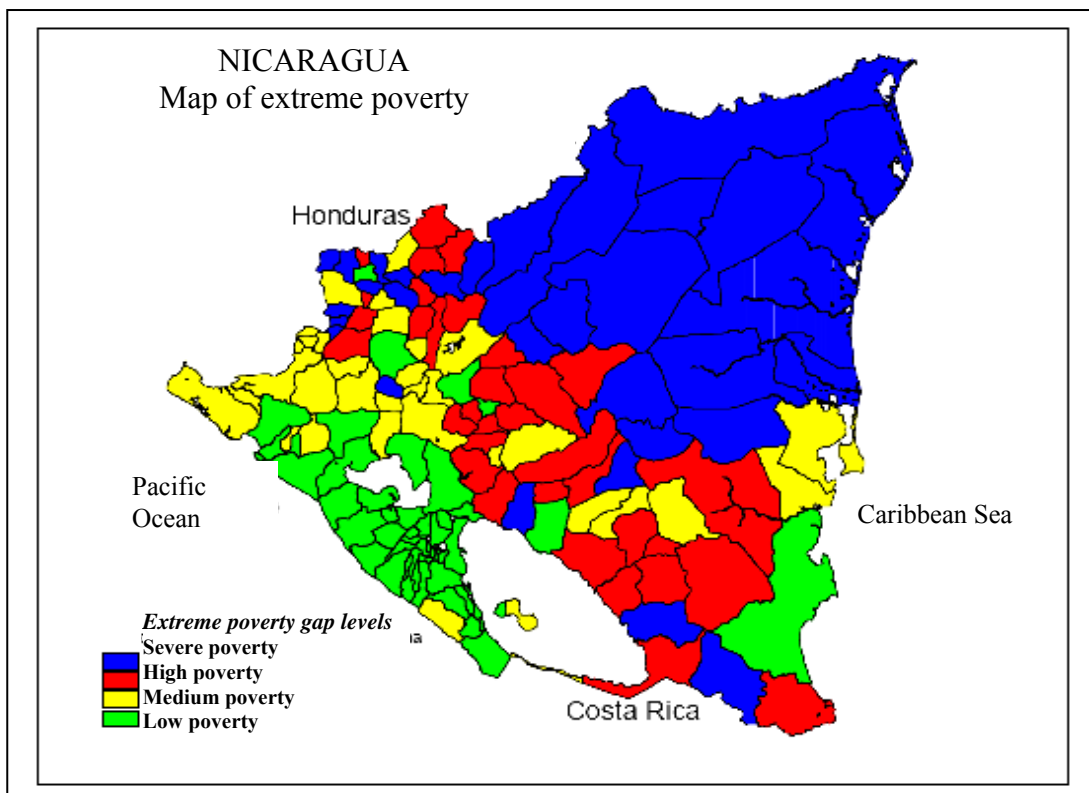 NICARAGUA
Map of extreme poverty
Honduras
Pacific
Ocean
Caribbean Sea
Extreme poverty gap levels
Severe poverty
High poverty
Medium poverty
Low poverty
Costa Rica